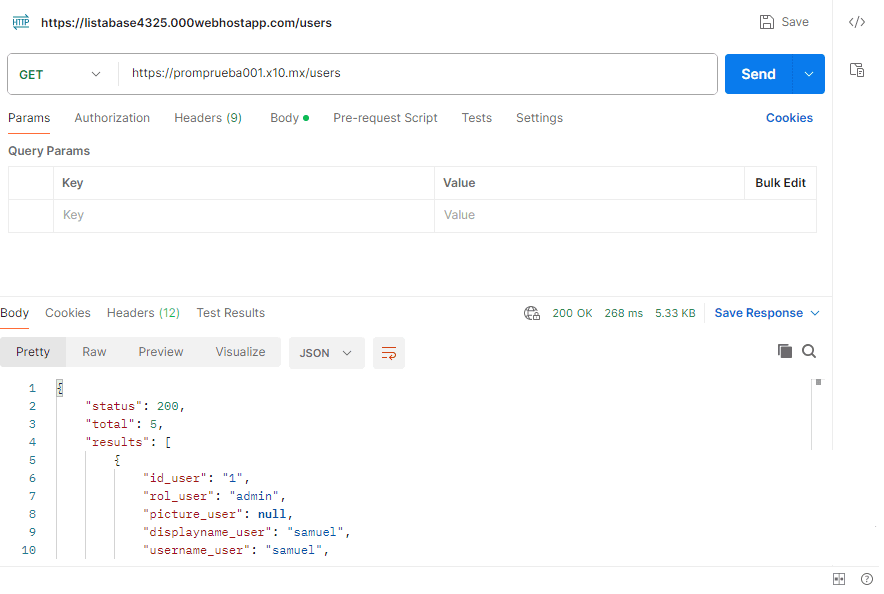 HTTP https://listabase4325.000webhostapp.com/users Save </>
GET https://promprueba001.x10.mx/users Send
Params Authorization Headers (9) Body Pre-request Script Tests Settings Cookies
Query Params
Key Value Bulk Edit
Key Value
Body Cookies Headers (12) Test Results 200 OK 268 ms 5.33 KB Save Response
Pretty Raw Preview Visualize JSON
1 {
2 "status": 200,
3 "total": 5,
4 "results": [
5 {
6 "id_user": "1",
7 "rol_user": "admin",
8 "picture_user": null,
9 "displayname_user": "samuel",
10 "username_user": "samuel",